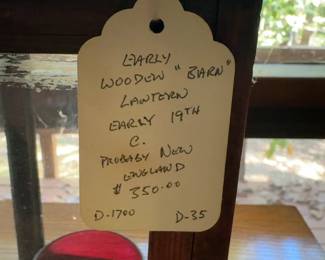 EARLY
WOODEN "BARN"
LANTERN
EARLY 19TH
C.
PROBABLY NEW
ENGLAND
$350.00
D-1700 D-35